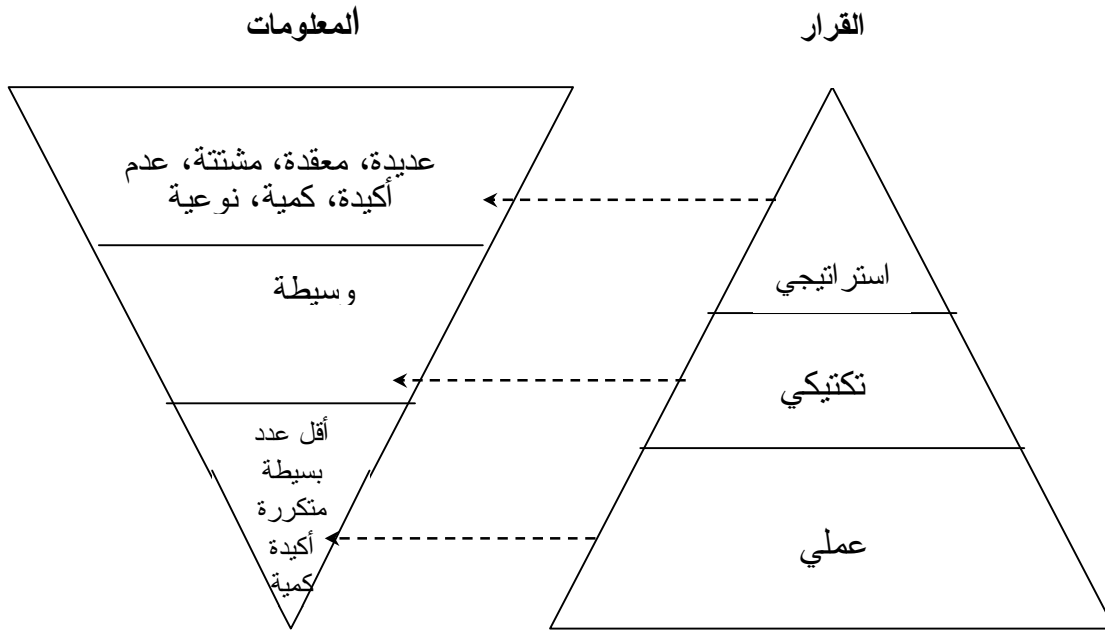 المعلومات
القرار
عديدة، معقدة، مشتتة، عدم
أكيدة، كمية، نوعية
وسيطة
أقل عدد
بسيطة
متكررة
أكيدة
كمية
استراتيجي
تكتيكي
عملي